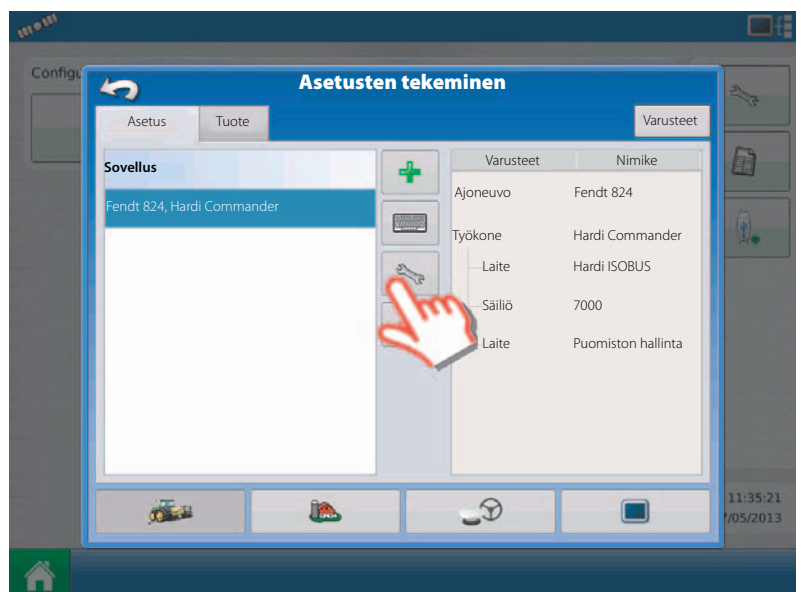 Configu
Asetusten tekeminen
Asetus
Tuote
Varusteet
Sovellus
Fendt 824, Hardi Commander
Varusteet Nimike
Ajoneuvo Fendt 824
Työkone Hardi Commander
Laite Hardi ISOBUS
Säiliö 7000
Laite Puomiston hallinta
11:35:21
/05/2013